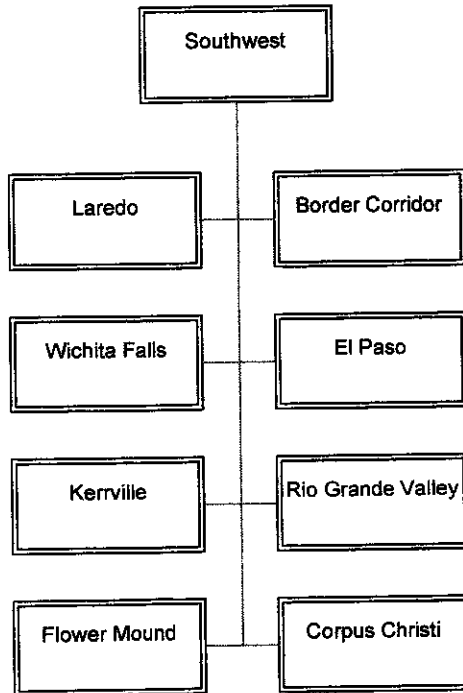 Southwest
Laredo
Border Corridor
Wichita Falls
El Paso
Kerrville
Rio Grande Valley
Flower Mound
Corpus Christi